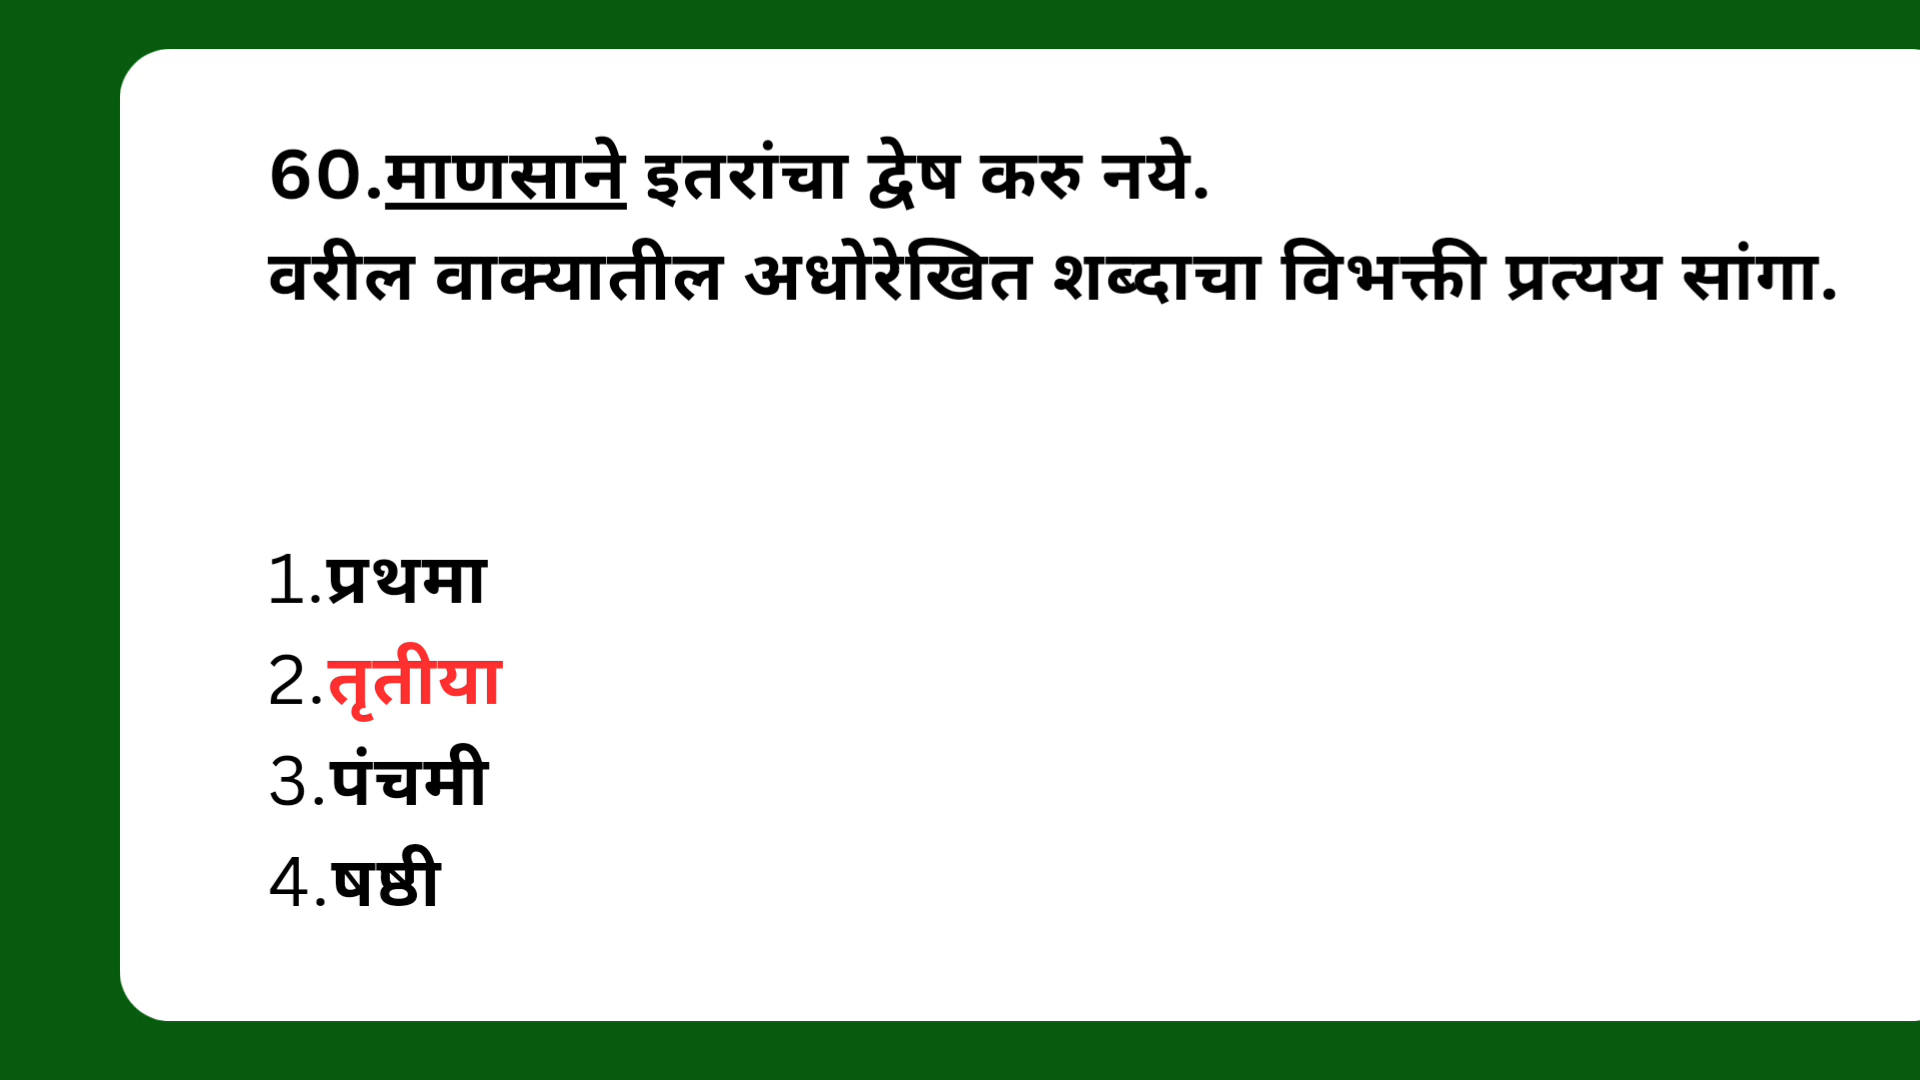 60.माणसाने इतरांचा द्वेष करु नये.
वरील वाक्यातील अधोरेखित शब्दाचा विभक्ती प्रत्यय सांगा.
1.प्रथमा
2.तृतीया
3.पंचमी
4.षष्ठी